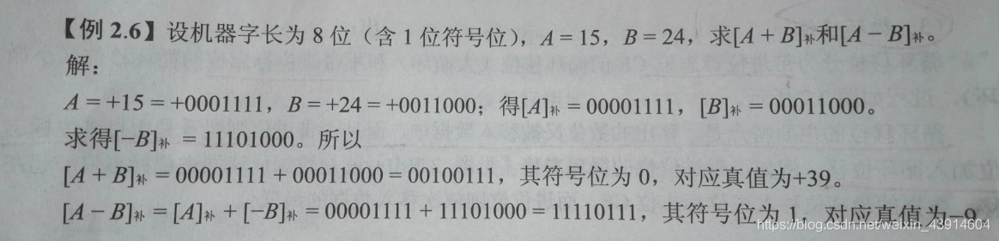 【例 2.6】设机器字长为 8 位（含 1 位符号位），A = 15，B = 24，求[A + B]补和[A − B]补。
解：
A = +15 = +0001111，B = +24 = +0011000；得[A]补 = 00001111，[B]补 = 00011000。
求得[−B]补 = 11101000。所以
[A + B]补 = 00001111 + 00011000 = 00100111，其符号位为 0，对应真值为+39。
[A − B]补 = [A]补 + [−B]补 = 00001111 + 11101000 = 11110111，其符号位为 1，对应真值为−9
https://blog.csdn.net/weixin_43914604